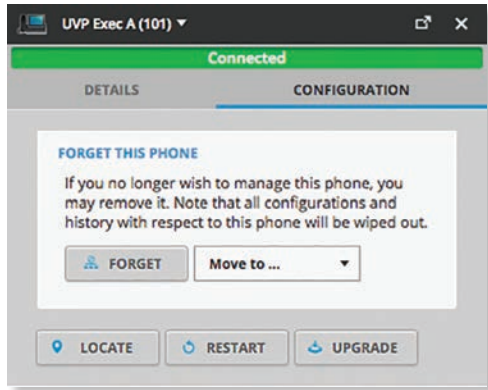 UVP Exec A (101)
Connected
DETAILS CONFIGURATION
FORGET THIS PHONE
If you no longer wish to manage this phone, you
may remove it. Note that all configurations and
history with respect to this phone will be wiped out.
FORGET Move to ...
LOCATE RESTART UPGRADE